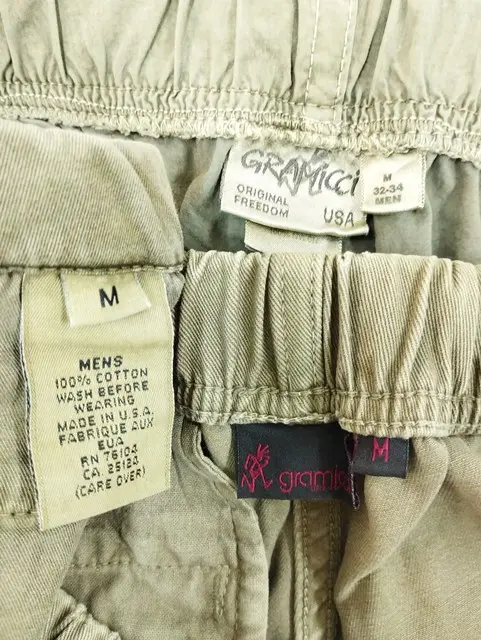 GRAMICCI
ORIGINAL
FREEDOM
USA
M
32-34
MEN
M
MENS
100% COTTON
WASH BEFORE
WEARING
MADE IN U.S.A.
FABRIQUE AUX
EUA
RN 76104
CA 25124
(CARE OVER)
gramicci
M